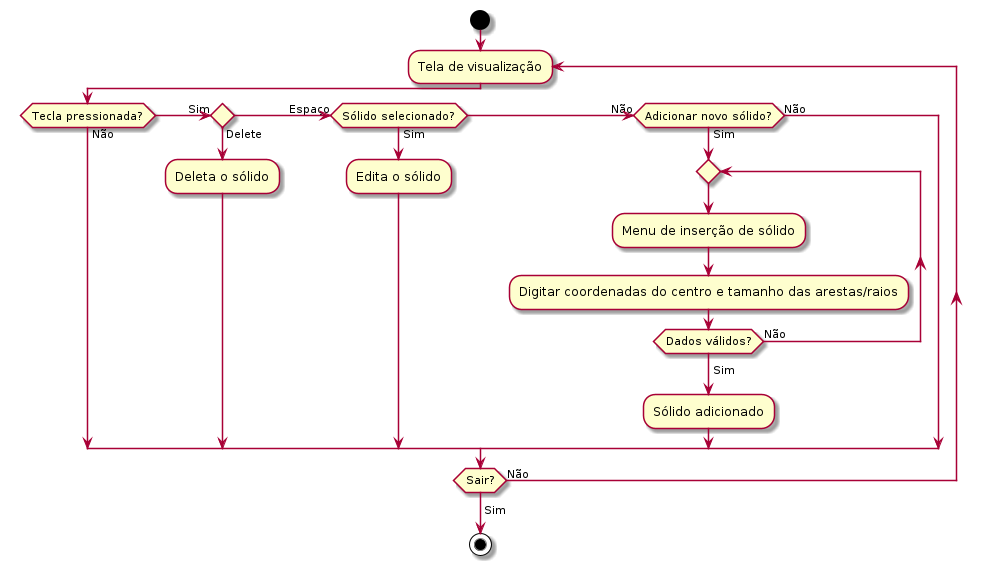 Tela de visualização
Tecla pressionada?
Sim
Não
Delete
Deleta o sólido
Espaço
Sólido selecionado?
Sim
Edita o sólido
Não
Adicionar novo sólido?
Não
Sim
Menu de inserção de sólido
Digitar coordenadas do centro e tamanho das arestas/raios
Dados válidos?
Não
Sim
Sólido adicionado
Sair?
Não
Sim